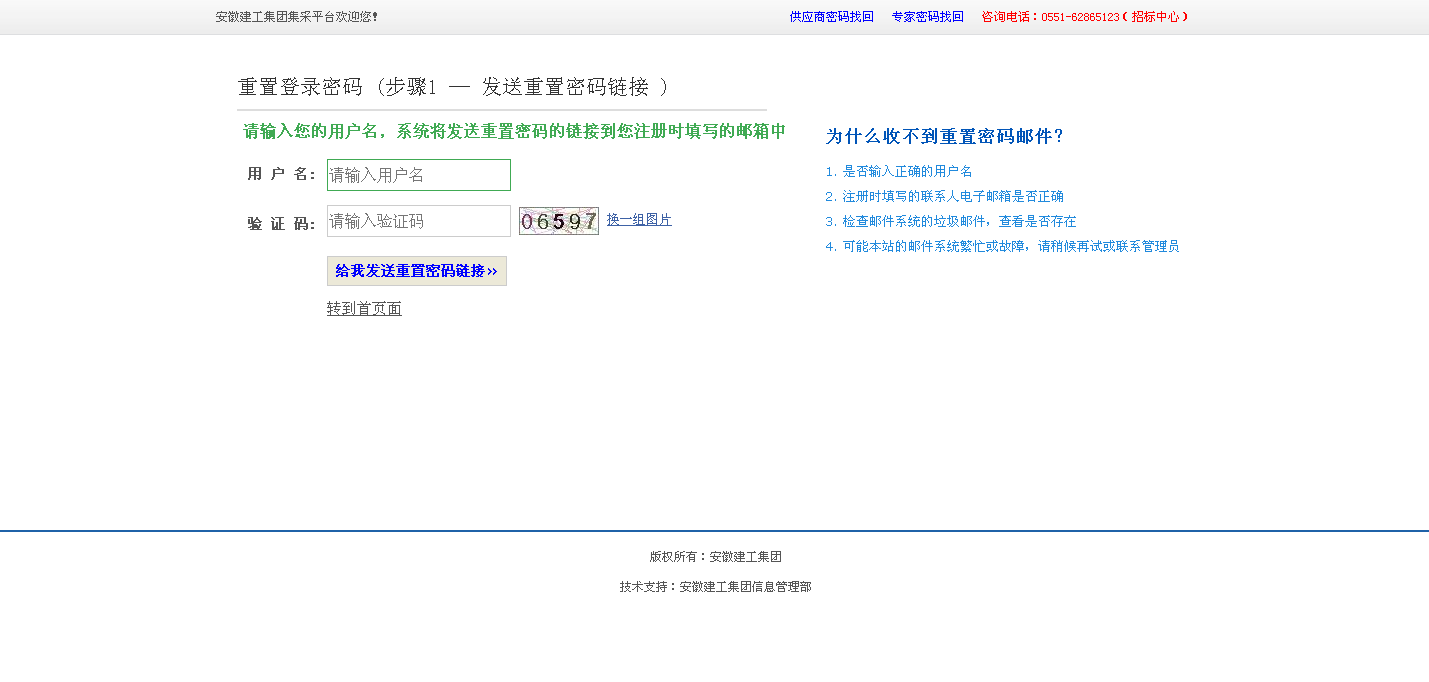 安徽建工集团集采平台欢迎您!
供应商密码找回 专家密码找回 咨询电话：0551-62865123（招标中心）
重置登录密码 (步骤1 — 发送重置密码链接 )
请输入您的用户名，系统将发送重置密码的链接到您注册时填写的邮箱中
用 户 名: 请输入用户名
验 证 码: 请输入验证码 06597 换一组图片
给我发送重置密码链接»
转到首页面
为什么收不到重置密码邮件?
1. 是否输入正确的用户名
2. 注册时填写的联系人电子邮箱是否正确
3. 检查邮件系统的垃圾邮件，查看是否存在
4. 可能本站的邮件系统繁忙或故障，请稍候再试或联系管理员
版权所有：安徽建工集团
技术支持：安徽建工集团信息管理部